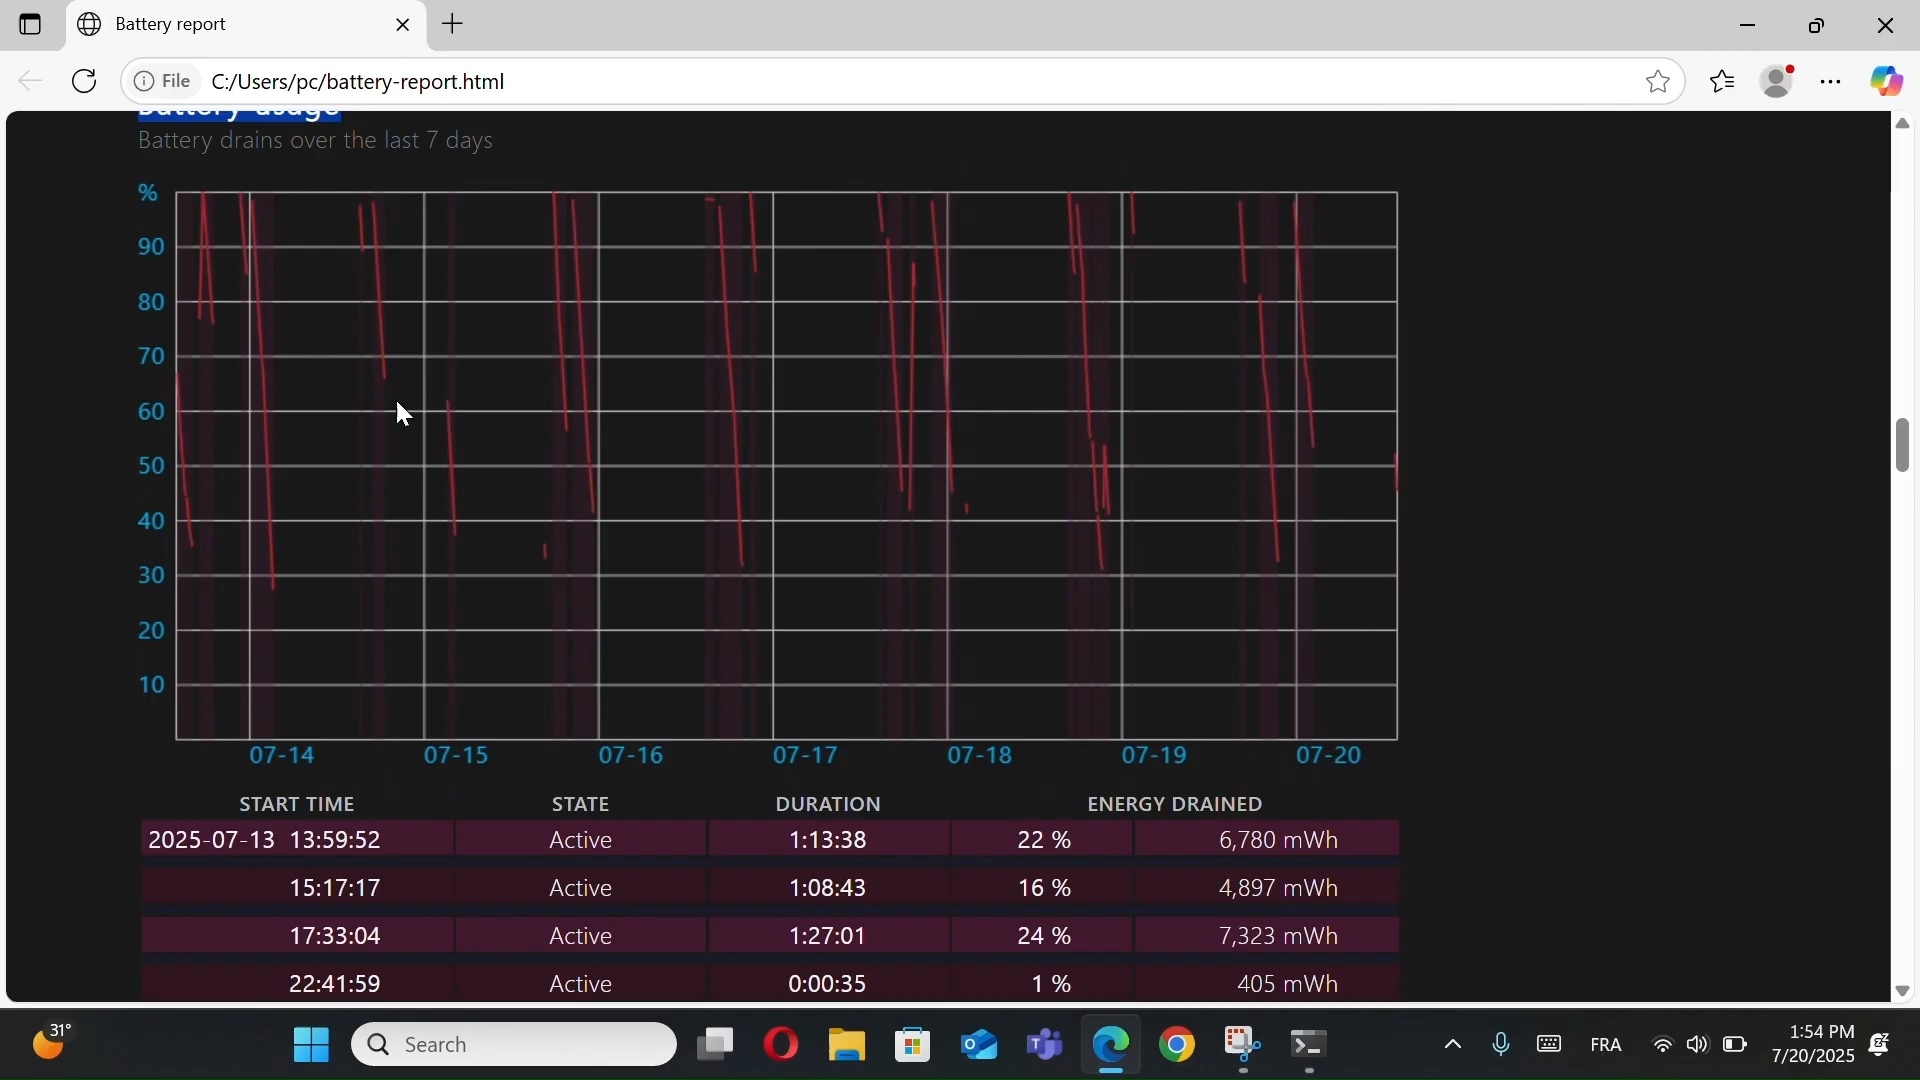 Battery report
File
C:/Users/pc/battery-report.html
Battery usage
Battery drains over the last 7 days
%
90
80
70
60
50
40
30
20
10
07-14 07-15 07-16 07-17 07-18 07-19 07-20
START TIME STATE DURATION ENERGY DRAINED
2025-07-13 13:59:52 Active 1:13:38 22 % 6,780 mWh
15:17:17 Active 1:08:43 16 % 4,897 mWh
17:33:04 Active 1:27:01 24 % 7,323 mWh
22:41:59 Active 0:00:35 1 % 405 mWh
31°
Search
FRA
1:54 PM
7/20/2025